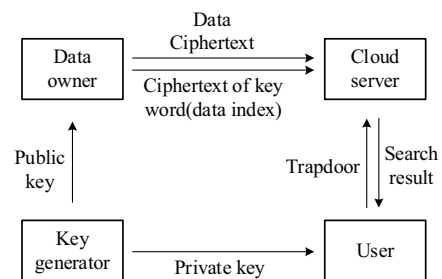 Data
Ciphertext
Data
owner
Cloud
server
Ciphertext of key
word(data index)
Public
key
Trapdoor
Search
result
Key
generator
Private key
User